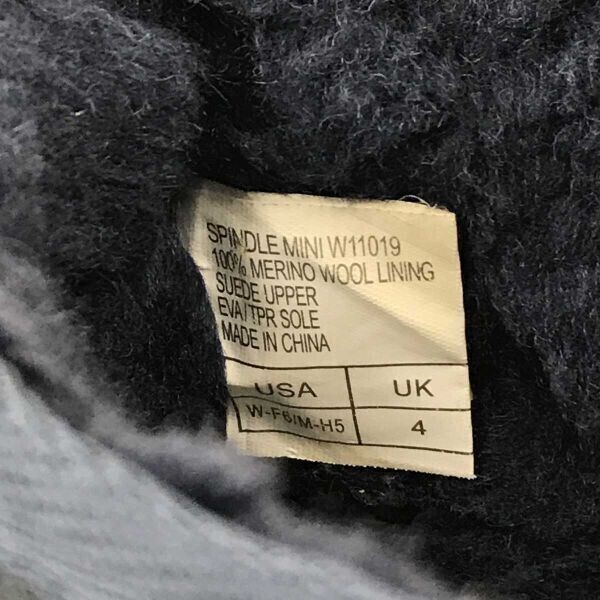 SPINDLE MINI W11019
100% MERINO WOOL LINING
SUEDE UPPER
EVA/TPR SOLE
MADE IN CHINA
USA UK
W-F6/M-H5 4